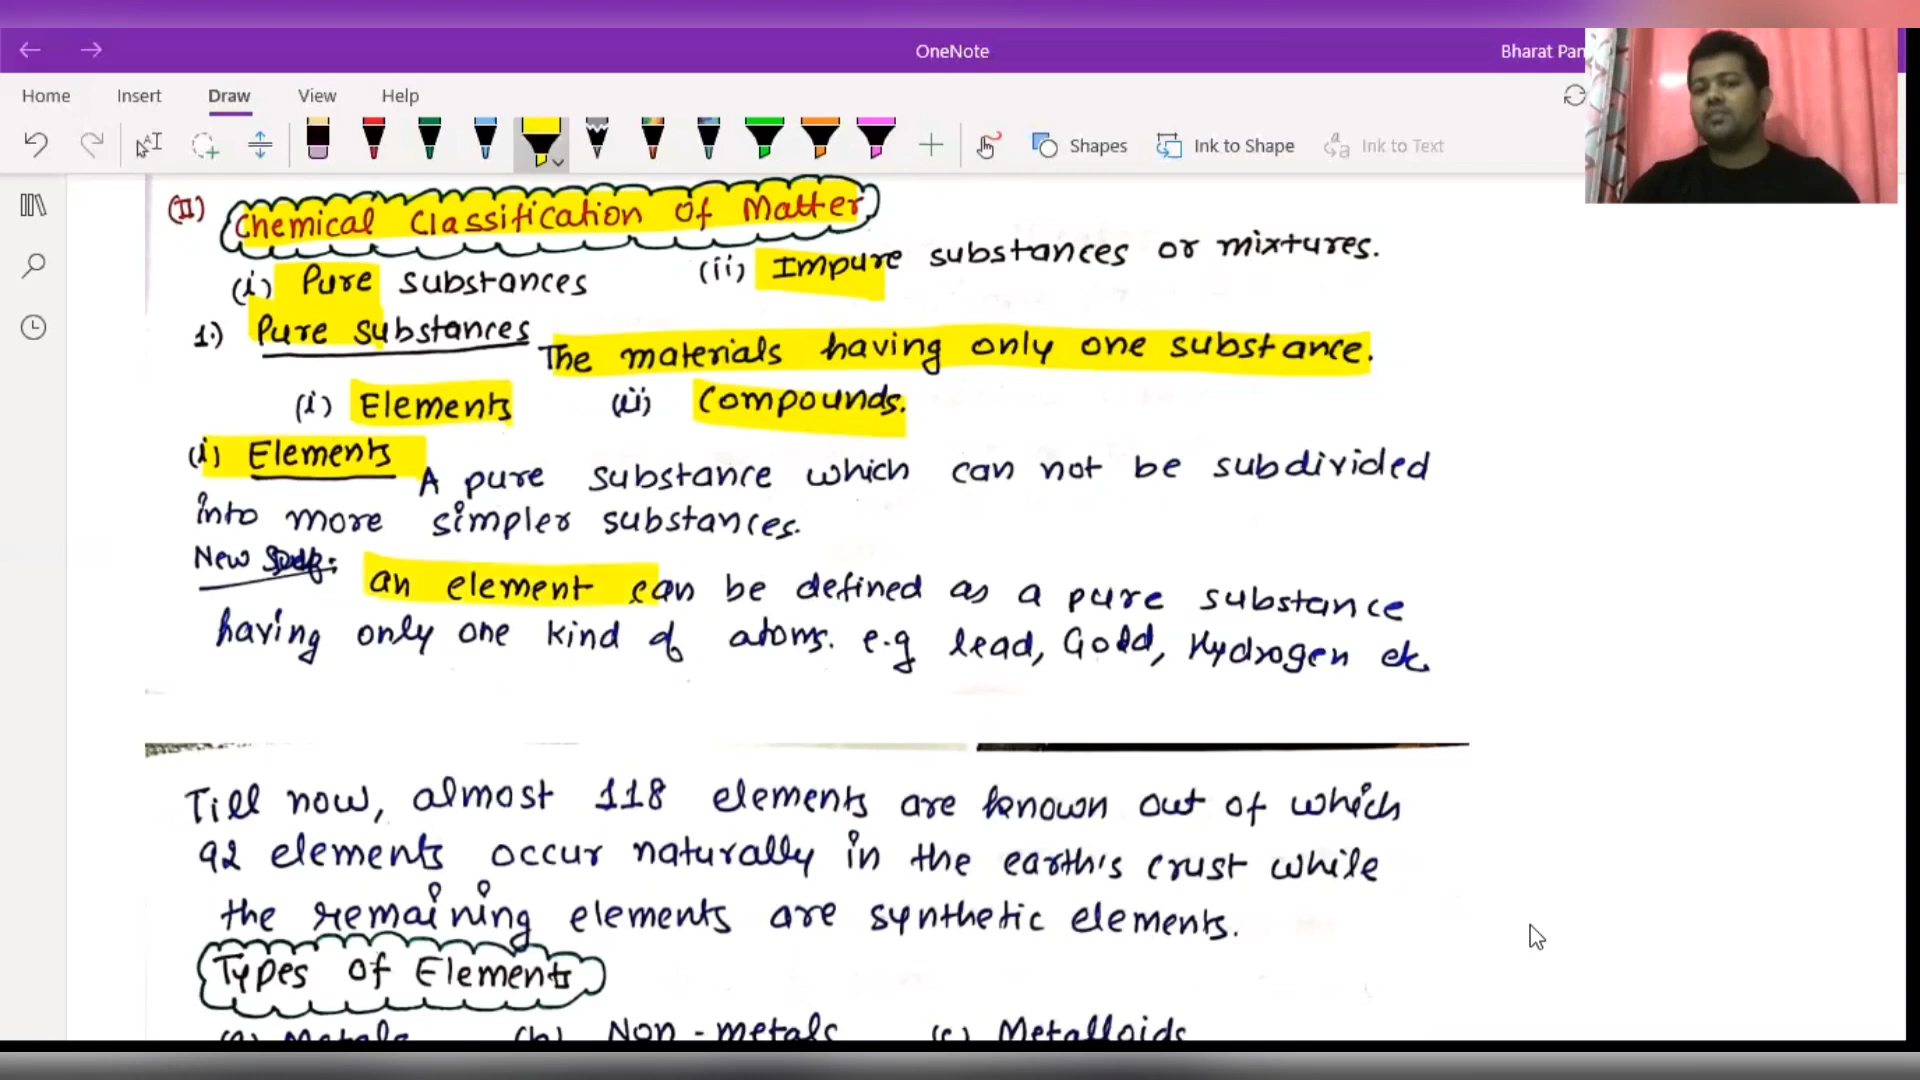 OneNote
Bharat Pan
Home Insert Draw View Help
Shapes Ink to Shape Ink to Text
(II) Chemical Classification of Matter
(i) Pure substances (ii) Impure substances or mixtures.
1.) Pure substances The materials having only one substance.
(i) Elements (ii) Compounds.
(i) Elements A pure substance which can not be subdivided
into more simpler substances.
New
an element can be defined as a pure substance
having only one kind of atoms. e.g lead, Gold, Hydrogen etc.
Till now, almost 118 elements are known out of which
92 elements occur naturally in the earth's crust while
the remaining elements are synthetic elements.
Types of Elements
(a) Metals (b) Non-metals (c) Metalloids